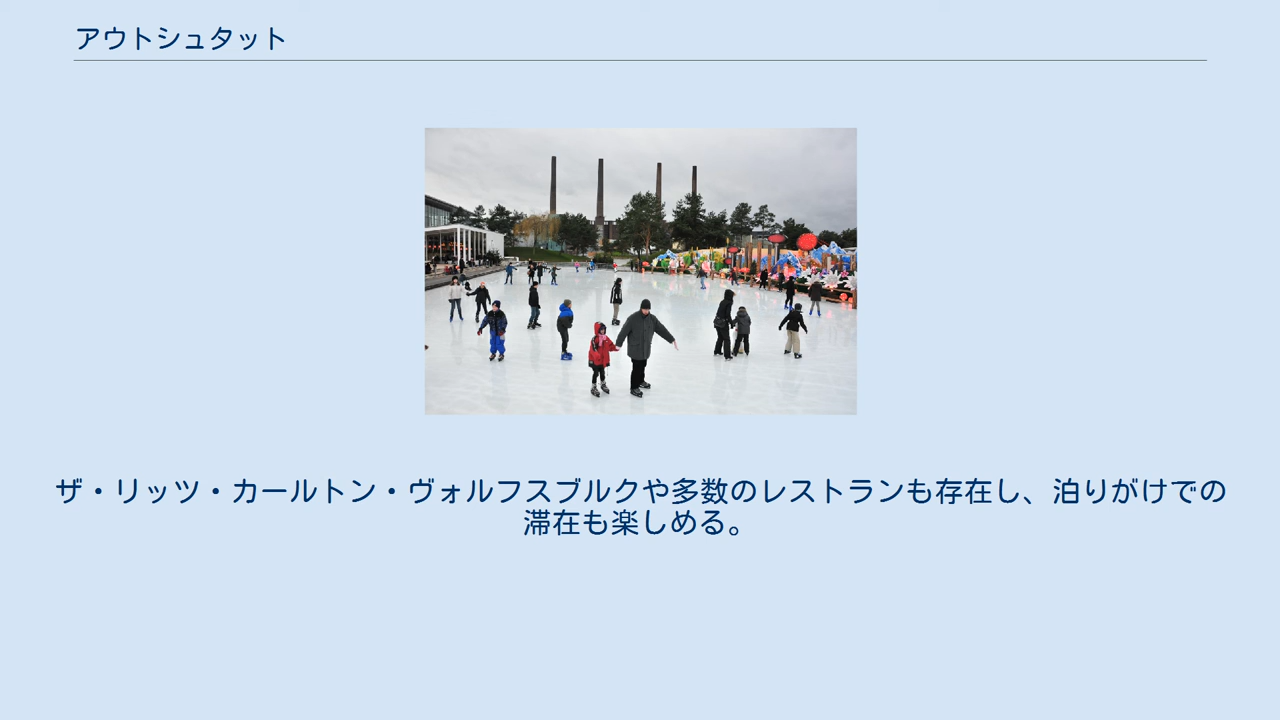 アウトシュタット
ザ・リッツ・カールトン・ヴォルフスブルクや多数のレストランも存在し、泊りがけでの
滞在も楽しめる。